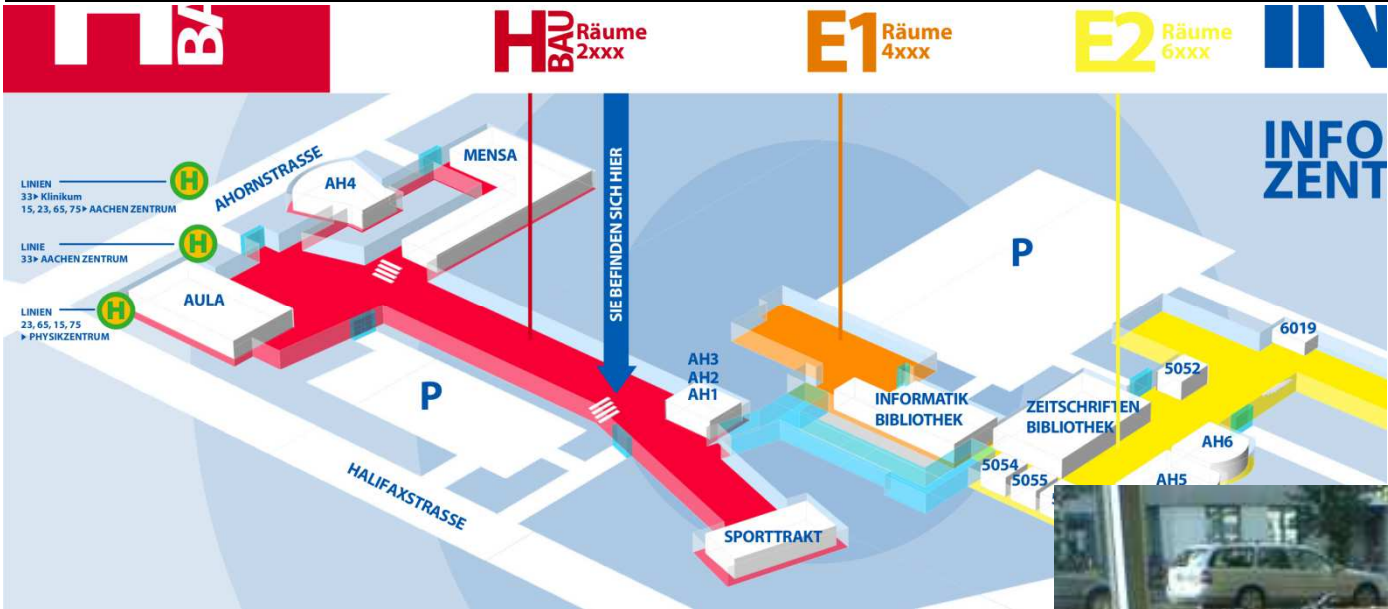 H
BA
H
BAU
Räume
2xxx
E1
Räume
4xxx
E2
Räume
6xxx
INFO
ZENT
SIE BEFINDEN SICH HIER
AHORNSTRASSE
AH4
MENSA
LINIEN
33▸ Klinikum
15, 23, 65, 75▸ AACHEN ZENTRUM
H
LINIE
33▸ AACHEN ZENTRUM
H
LINIEN
23, 65, 15, 75
▸ PHYSIKZENTRUM
H
AULA
P
P
HALIFAXSTRASSE
AH3
AH2
AH1
SPORTTRAKT
INFORMATIK
BIBLIOTHEK
ZEITSCHRIFTEN
BIBLIOTHEK
6019
5052
5054
5055
AH6
AH5